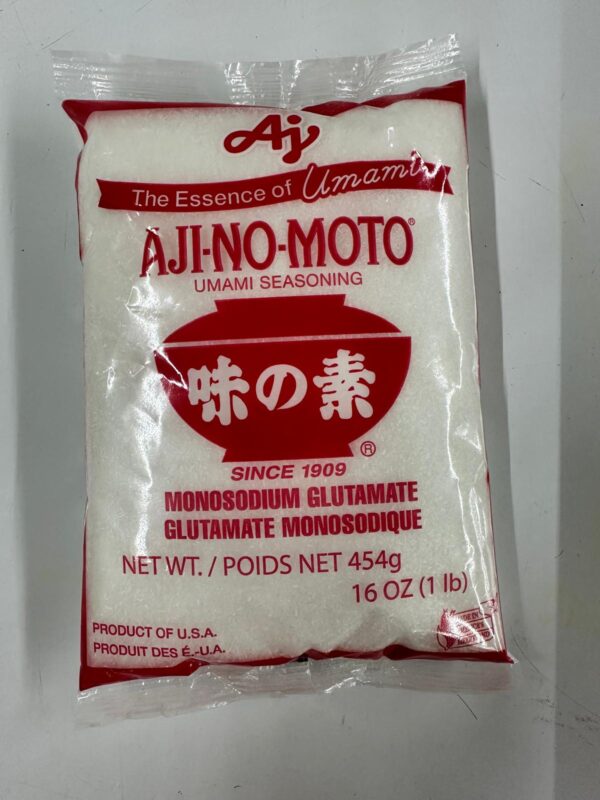 Aj
The Essence of Umami
AJI-NO-MOTO®
UMAMI SEASONING
味の素
®
SINCE 1909
MONOSODIUM GLUTAMATE
GLUTAMATE MONOSODIQUE
NET WT. / POIDS NET 454g
16 OZ (1 lb)
PRODUCT OF U.S.A.
PRODUIT DES É.-U.A.